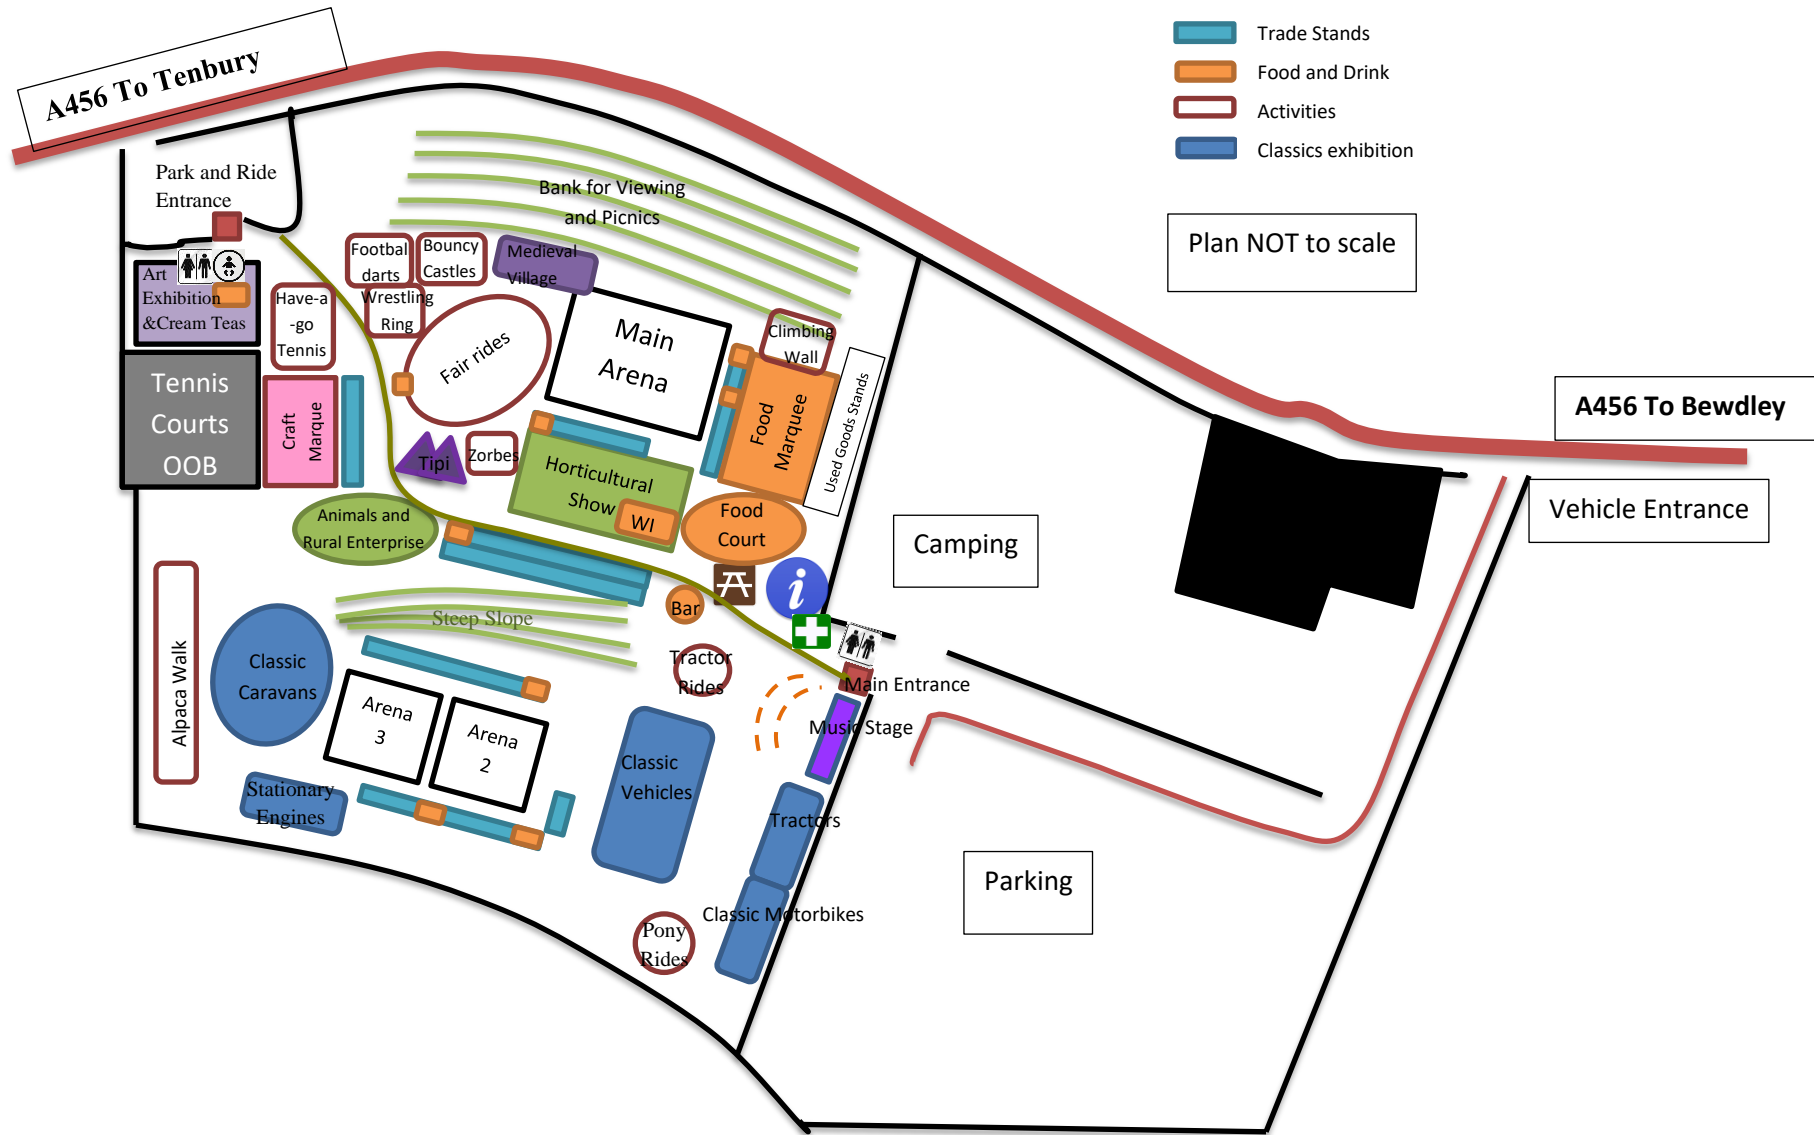 A456 To Tenbury
Trade Stands
Food and Drink
Activities
Classics exhibition
Plan NOT to scale
Park and Ride
Entrance
Bank for Viewing
and Picnics
Footbal
darts
Bouncy
Castles
Medieval
Village
Wrestling
Ring
Art
Exhibition
&Cream Teas
Have-a
-go
Tennis
Fair rides
Main
Arena
Climbing
Wall
Used Goods Stands
Food
Marquee
Tennis
Courts
OOB
Craft
Marque
Tipi
Zorbes
Horticultural
Show
WI
Food
Court
Animals and
Rural Enterprise
A456 To Bewdley
Vehicle Entrance
Camping
i
Bar
Steep Slope
Alpaca Walk
Classic
Caravans
Tractor
Rides
Main Entrance
Arena
3
Arena
2
Music Stage
Classic
Vehicles
Stationary
Engines
Tractors
Parking
Classic Motorbikes
Pony
Rides